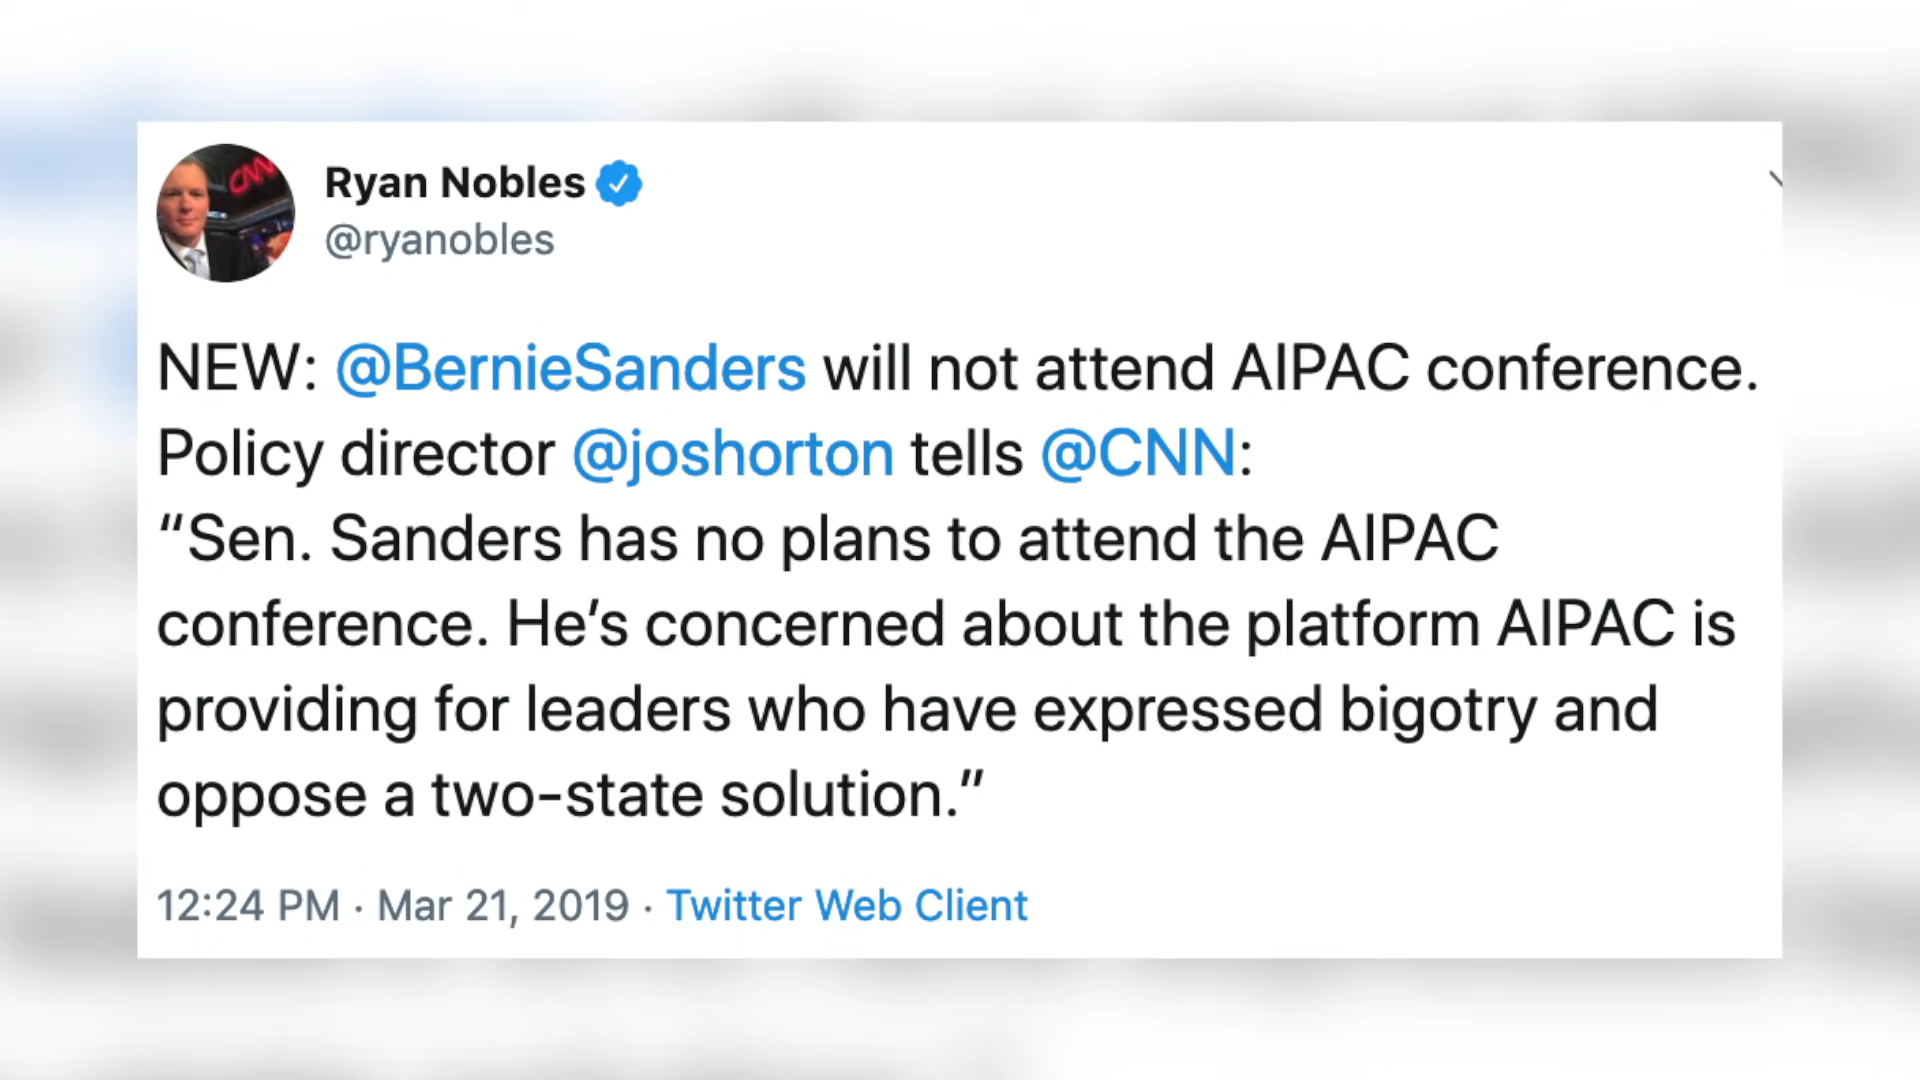 CNN
Ryan Nobles
@ryanobles
NEW: @BernieSanders will not attend AIPAC conference.
Policy director @joshorton tells @CNN:
“Sen. Sanders has no plans to attend the AIPAC
conference. He’s concerned about the platform AIPAC is
providing for leaders who have expressed bigotry and
oppose a two-state solution.”
12:24 PM · Mar 21, 2019 · Twitter Web Client